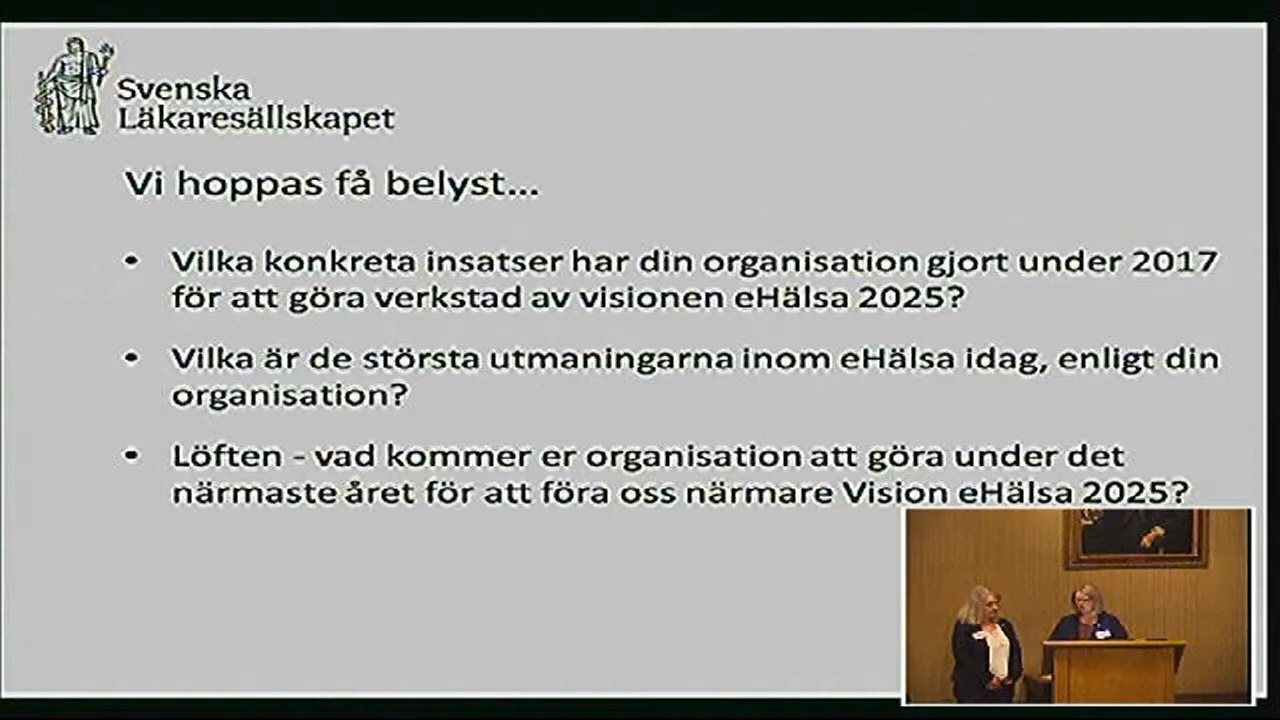 Svenska
Läkaresällskapet
Vi hoppas få belyst...
• Vilka konkreta insatser har din organisation gjort under 2017
för att göra verkstad av visionen eHälsa 2025?
• Vilka är de största utmaningarna inom eHälsa idag, enligt din
organisation?
• Löften - vad kommer er organisation att göra under det
närmaste året för att föra oss närmare Vision eHälsa 2025?